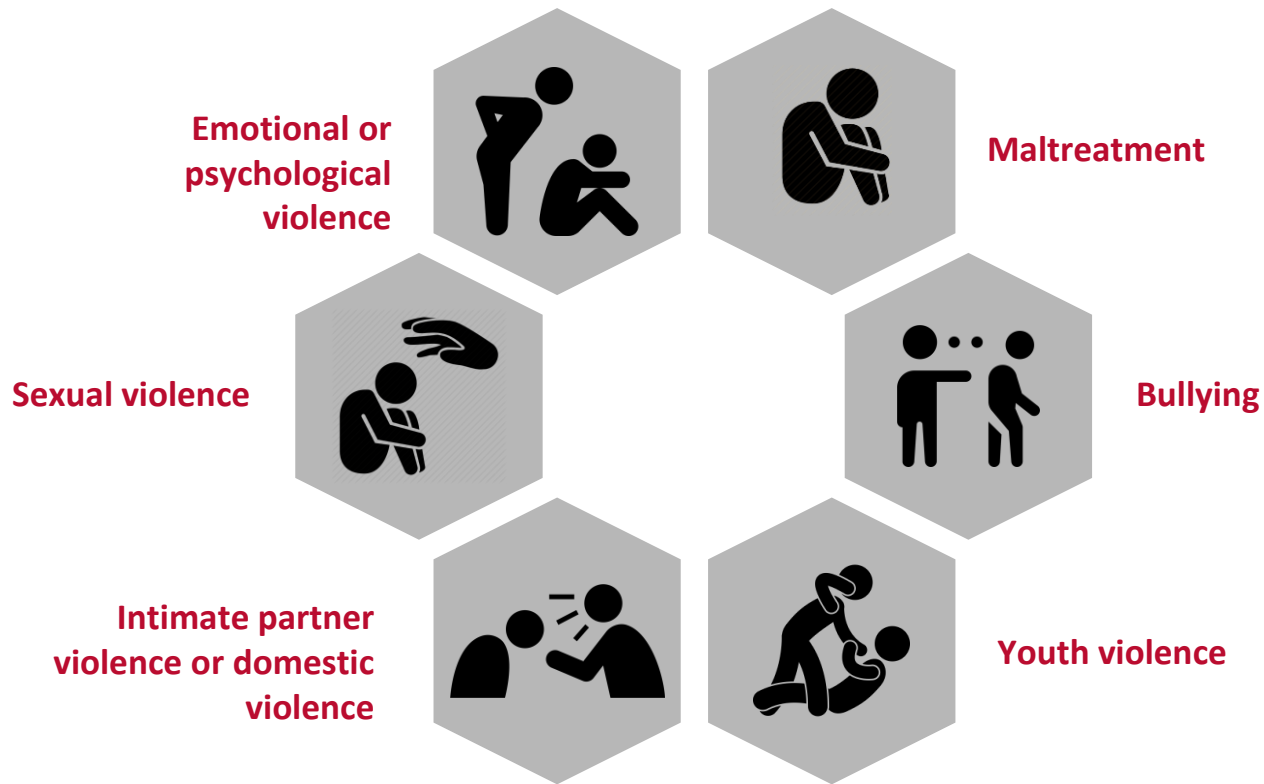 Emotional or
psychological
violence
Maltreatment
Sexual violence
Bullying
Intimate partner
violence or domestic
violence
Youth violence